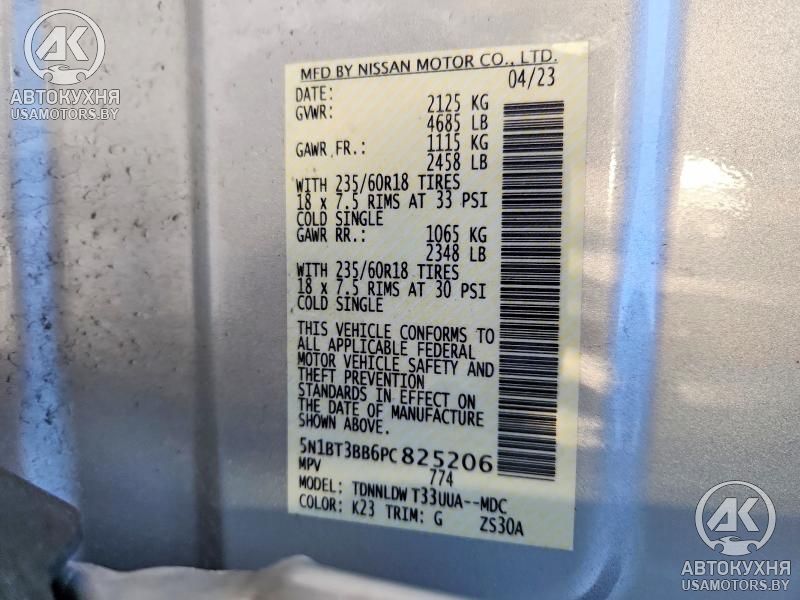 АК
АВТОКУХНЯ
USAMOTORS.BY
MFD BY NISSAN MOTOR CO., LTD.
DATE: 04/23
GVWR: 2125 KG
4685 LB
GAWR FR.: 1115 KG
2458 LB
WITH 235/60R18 TIRES
18 x 7.5 RIMS AT 33 PSI
COLD SINGLE
GAWR RR.: 1065 KG
2348 LB
WITH 235/60R18 TIRES
18 x 7.5 RIMS AT 30 PSI
COLD SINGLE
THIS VEHICLE CONFORMS TO
ALL APPLICABLE FEDERAL
MOTOR VEHICLE SAFETY AND
THEFT PREVENTION
STANDARDS IN EFFECT ON
THE DATE OF MANUFACTURE
SHOWN ABOVE.
5N1BT3BB6PC 825206
MPV 774
MODEL: TDNNLDW T33UUA--MDC
COLOR: K23 TRIM: G ZS30A
АК
АВТОКУХНЯ
USAMOTORS.BY